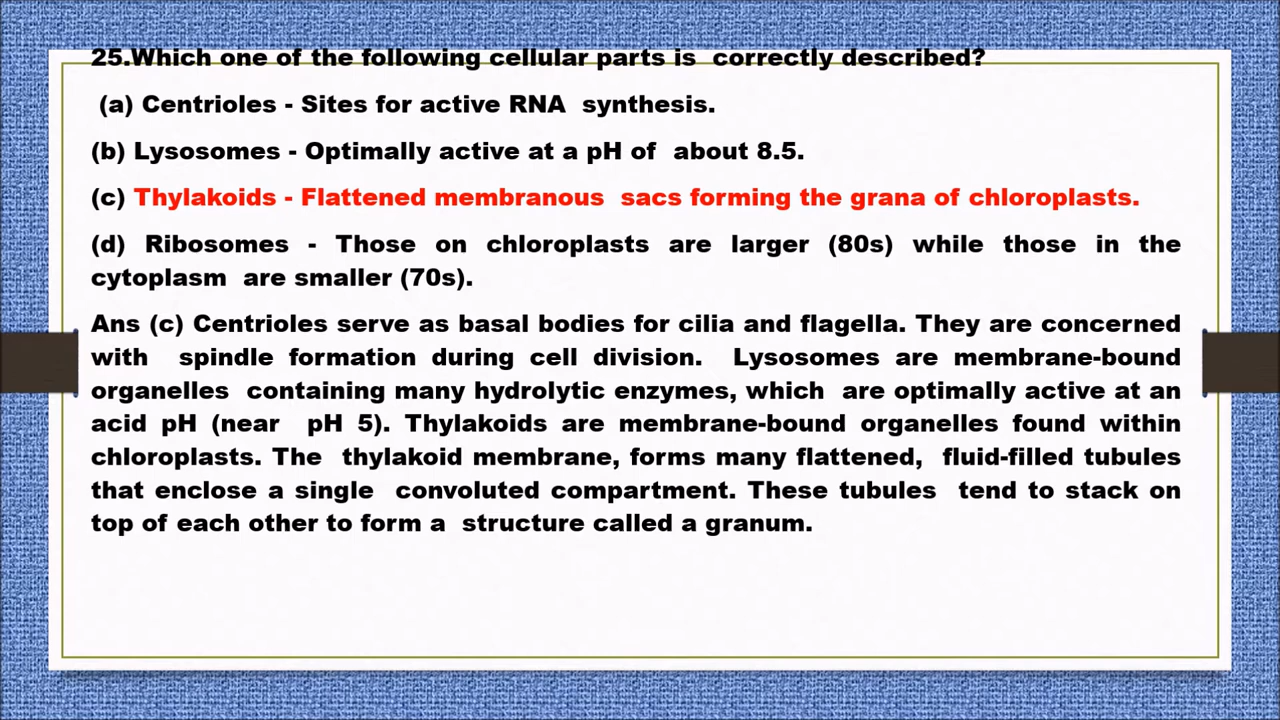 25.Which one of the following cellular parts is correctly described?
(a) Centrioles - Sites for active RNA synthesis.
(b) Lysosomes - Optimally active at a pH of about 8.5.
(c) Thylakoids - Flattened membranous sacs forming the grana of chloroplasts.
(d) Ribosomes - Those on chloroplasts are larger (80s) while those in the
cytoplasm are smaller (70s).
Ans (c) Centrioles serve as basal bodies for cilia and flagella. They are concerned
with spindle formation during cell division. Lysosomes are membrane-bound
organelles containing many hydrolytic enzymes, which are optimally active at an
acid pH (near pH 5). Thylakoids are membrane-bound organelles found within
chloroplasts. The thylakoid membrane, forms many flattened, fluid-filled tubules
that enclose a single convoluted compartment. These tubules tend to stack on
top of each other to form a structure called a granum.